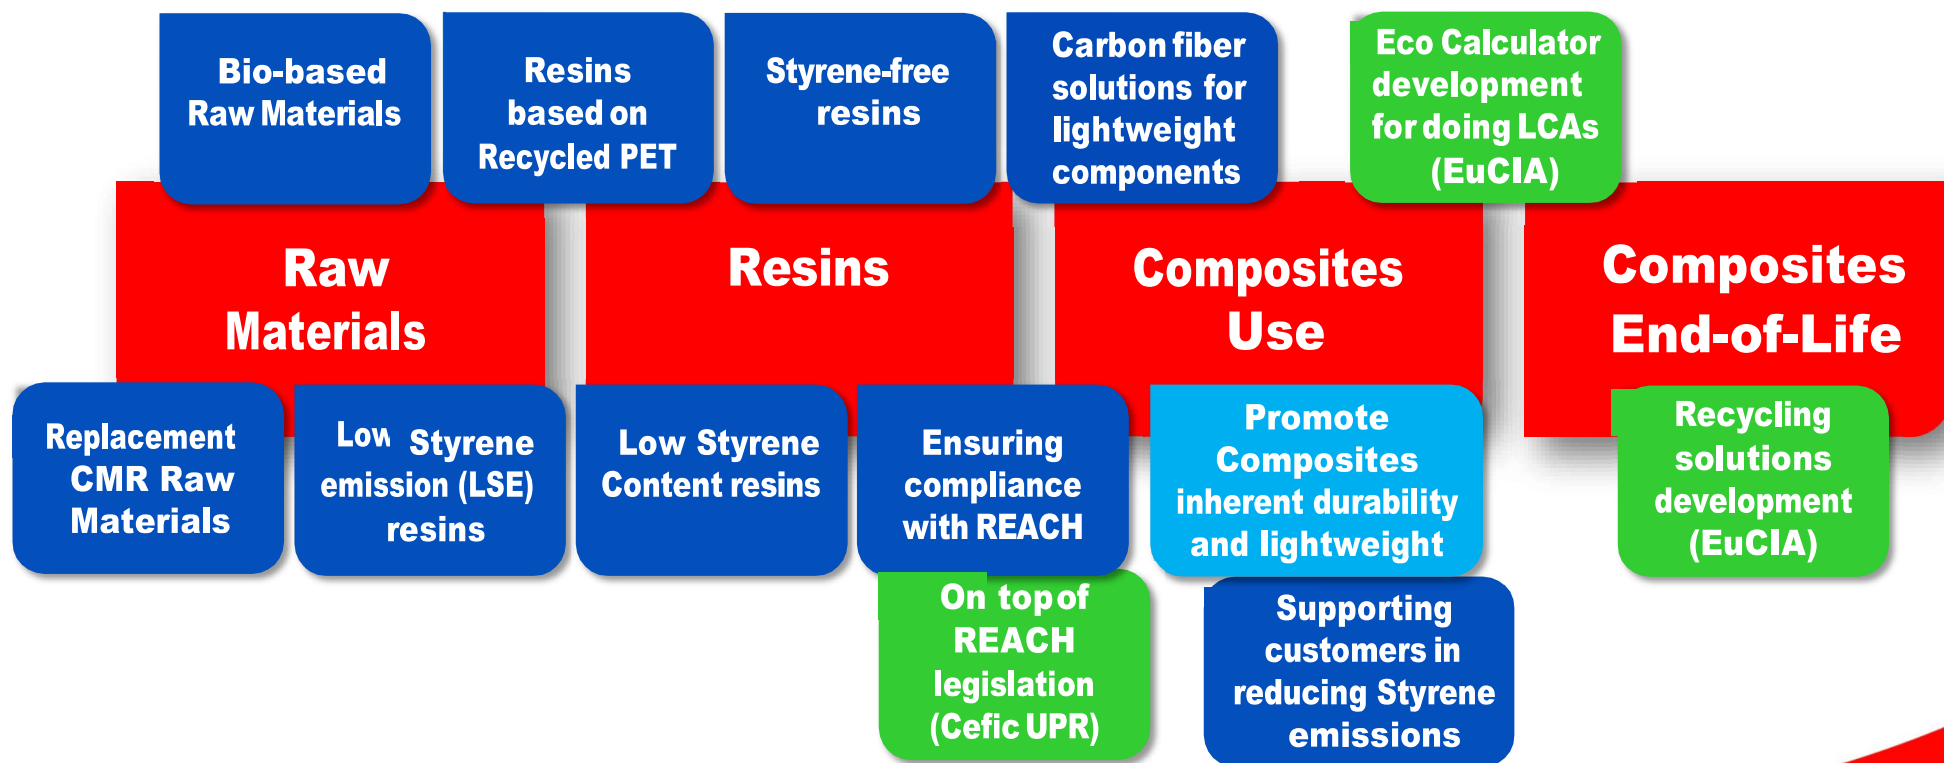 Bio-based
Raw Materials
Resins
based on
Recycled PET
Styrene-free
resins
Carbon fiber
solutions for
lightweight
components
Eco Calculator
development
for doing LCAs
(EuCIA)
Raw
Materials
Resins
Composites
Use
Composites
End-of-Life
Replacement
CMR Raw
Materials
Low Styrene
emission (LSE)
resins
Low Styrene
Content resins
Ensuring
compliance
with REACH
Promote
Composites
inherent durability
and lightweight
Recycling
solutions
development
(EuCIA)
On top of
REACH
legislation
(Cefic UPR)
Supporting
customers in
reducing Styrene
emissions